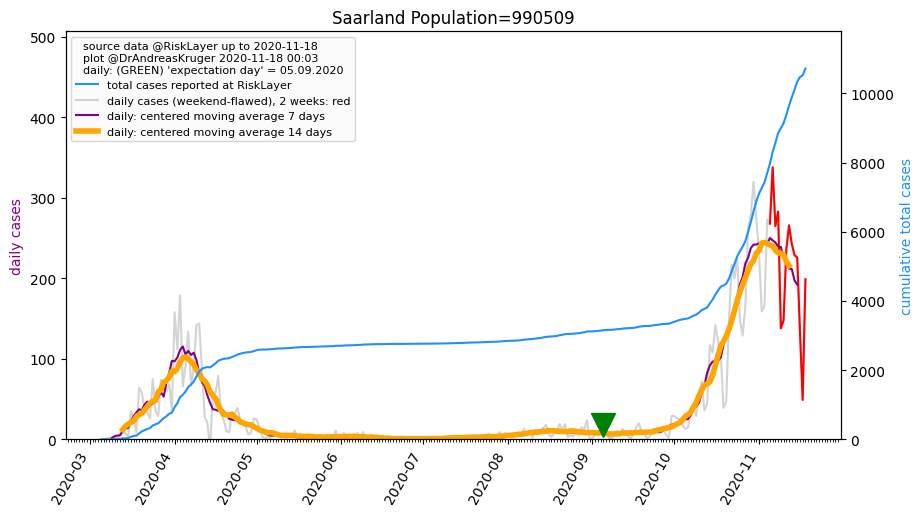 Saarland Population=990509
source data @RiskLayer up to 2020-11-18
plot @DrAndreasKruger 2020-11-18 00:03
daily: (GREEN) 'expectation day' = 05.09.2020
total cases reported at RiskLayer
daily cases (weekend-flawed), 2 weeks: red
daily: centered moving average 7 days
daily: centered moving average 14 days
daily cases
500
400
300
200
100
0
cumulative total cases
10000
8000
6000
4000
2000
0
2020-03
2020-04
2020-05
2020-06
2020-07
2020-08
2020-09
2020-10
2020-11